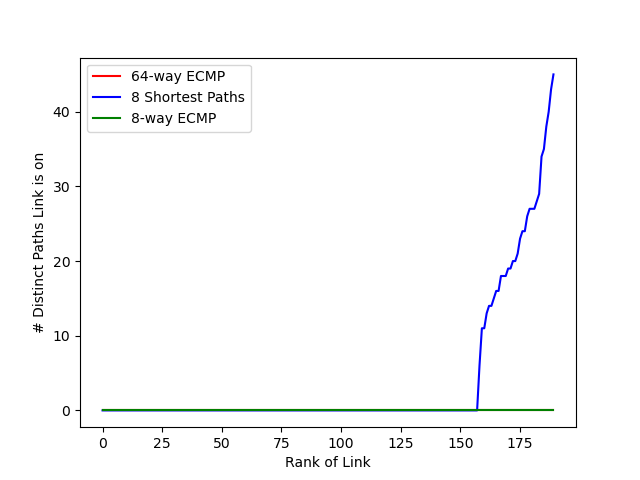 64-way ECMP
8 Shortest Paths
8-way ECMP
# Distinct Paths Link is on
40
30
20
10
0
0 25 50 75 100 125 150 175
Rank of Link